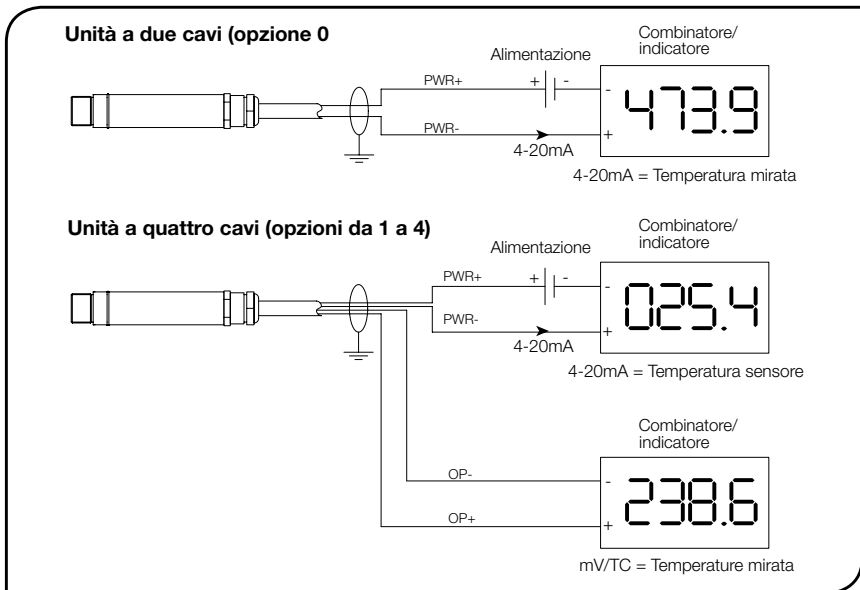 Unità a due cavi (opzione 0
Combinatore/
indicatore
Alimentazione
PWR+
+ -
-
473.9
PWR-
+
4-20mA
4-20mA = Temperatura mirata
Unità a quattro cavi (opzioni da 1 a 4)
Combinatore/
indicatore
Alimentazione
PWR+
+ -
-
025.4
PWR-
+
4-20mA
4-20mA = Temperatura sensore
Combinatore/
indicatore
OP-
-
238.6
OP+
+
mV/TC = Temperature mirata